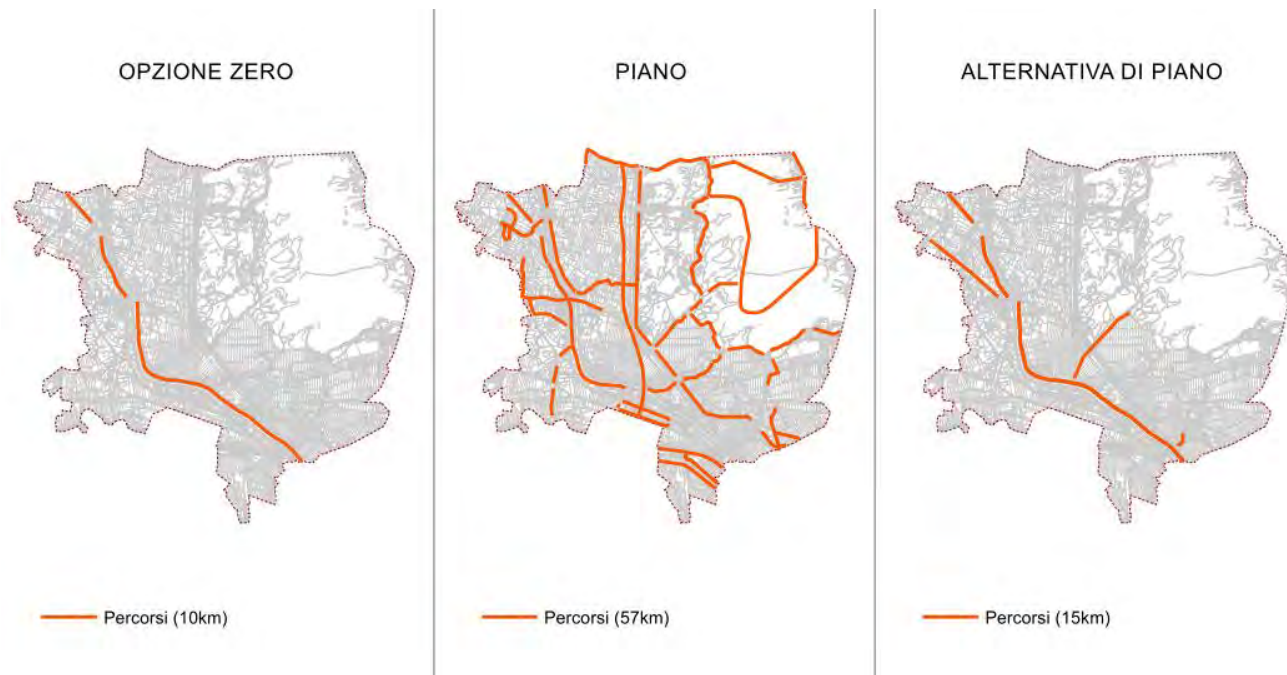 OPZIONE ZERO
PIANO
ALTERNATIVA DI PIANO
Percorsi (10km)
Percorsi (57km)
Percorsi (15km)